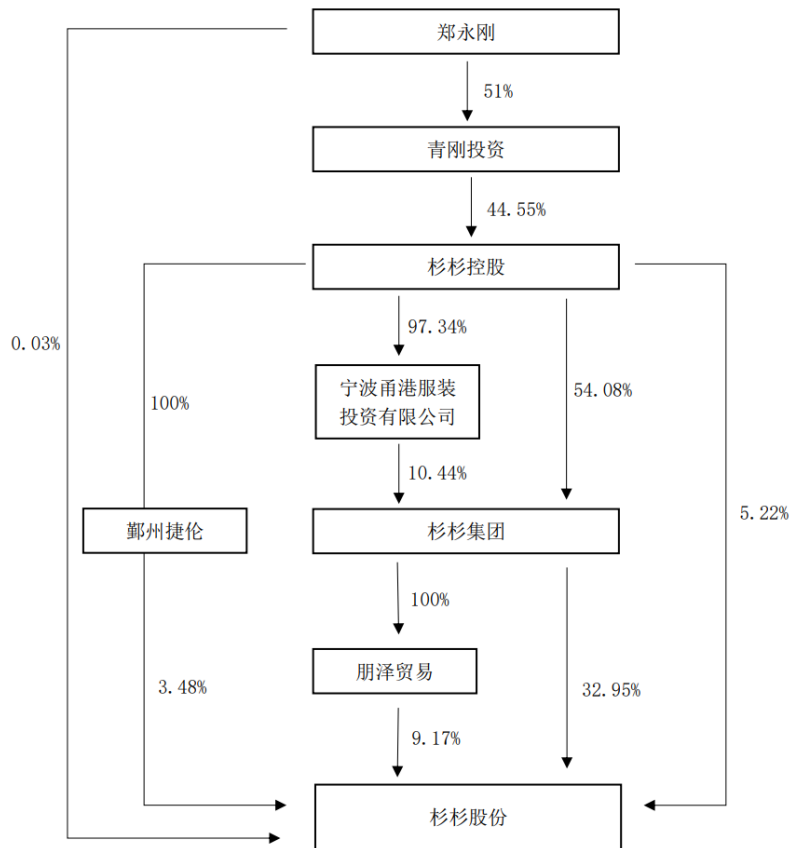 郑永刚
51%
青刚投资
44.55%
杉杉控股
97.34%
0.03%
宁波甬港服装
投资有限公司
54.08%
100%
10.44%
5.22%
鄞州捷伦
杉杉集团
100%
朋泽贸易
3.48%
32.95%
9.17%
杉杉股份